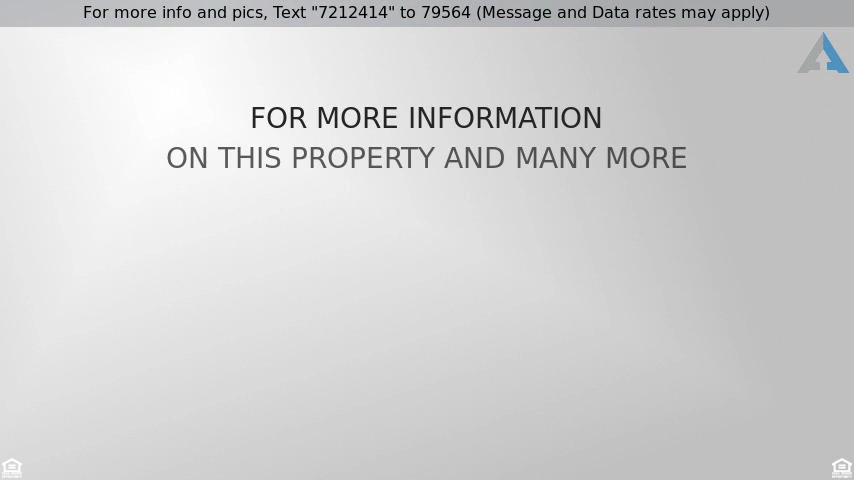 For more info and pics, Text "7212414" to 79564 (Message and Data rates may apply)
FOR MORE INFORMATION
ON THIS PROPERTY AND MANY MORE